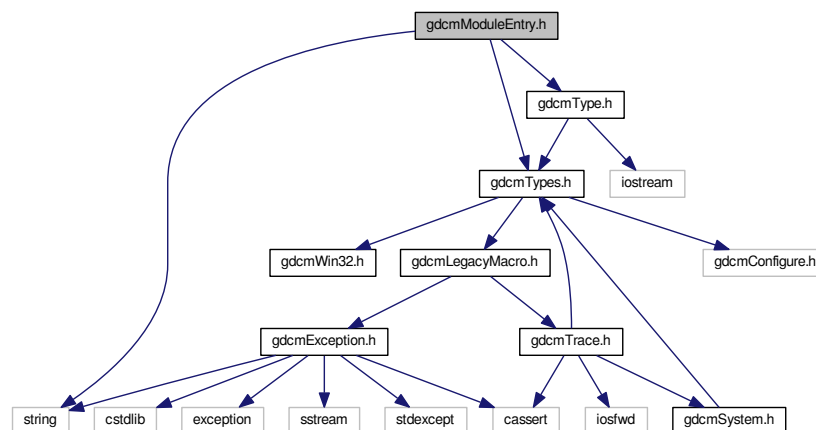 gdcmModuleEntry.h
gdcmType.h
gdcmTypes.h
iostream
gdcmWin32.h
gdcmLegacyMacro.h
gdcmConfigure.h
gdcmException.h
gdcmTrace.h
string
cstdlib
exception
sstream
stdexcept
cassert
iosfwd
gdcmSystem.h